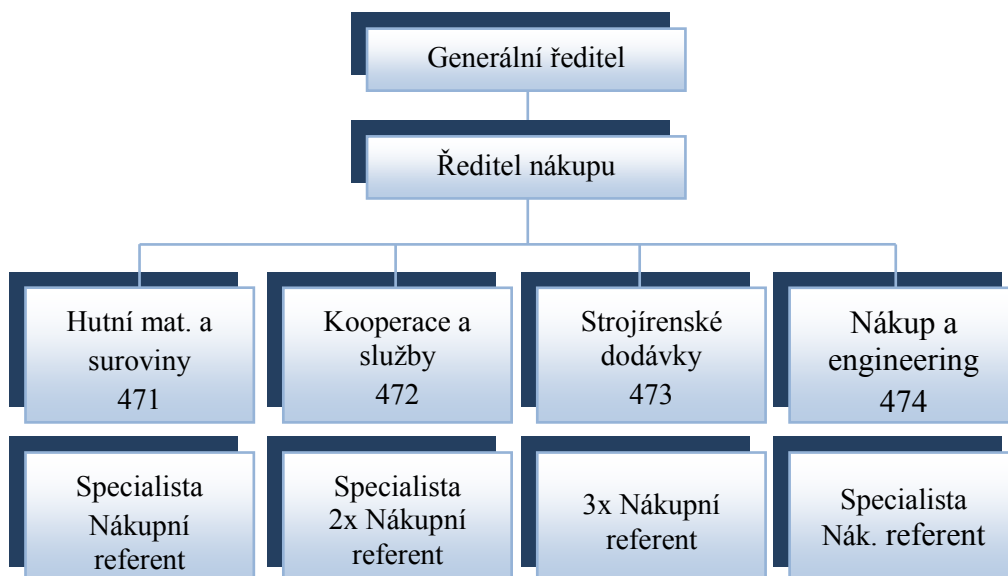 Generální ředitel
Ředitel nákupu
Hutní mat. a
suroviny
471
Kooperace a
služby
472
Strojírenské
dodávky
473
Nákup a
engineering
474
Specialista
Nákupní
referent
Specialista
2x Nákupní
referent
3x Nákupní
referent
Specialista
Nák. referent